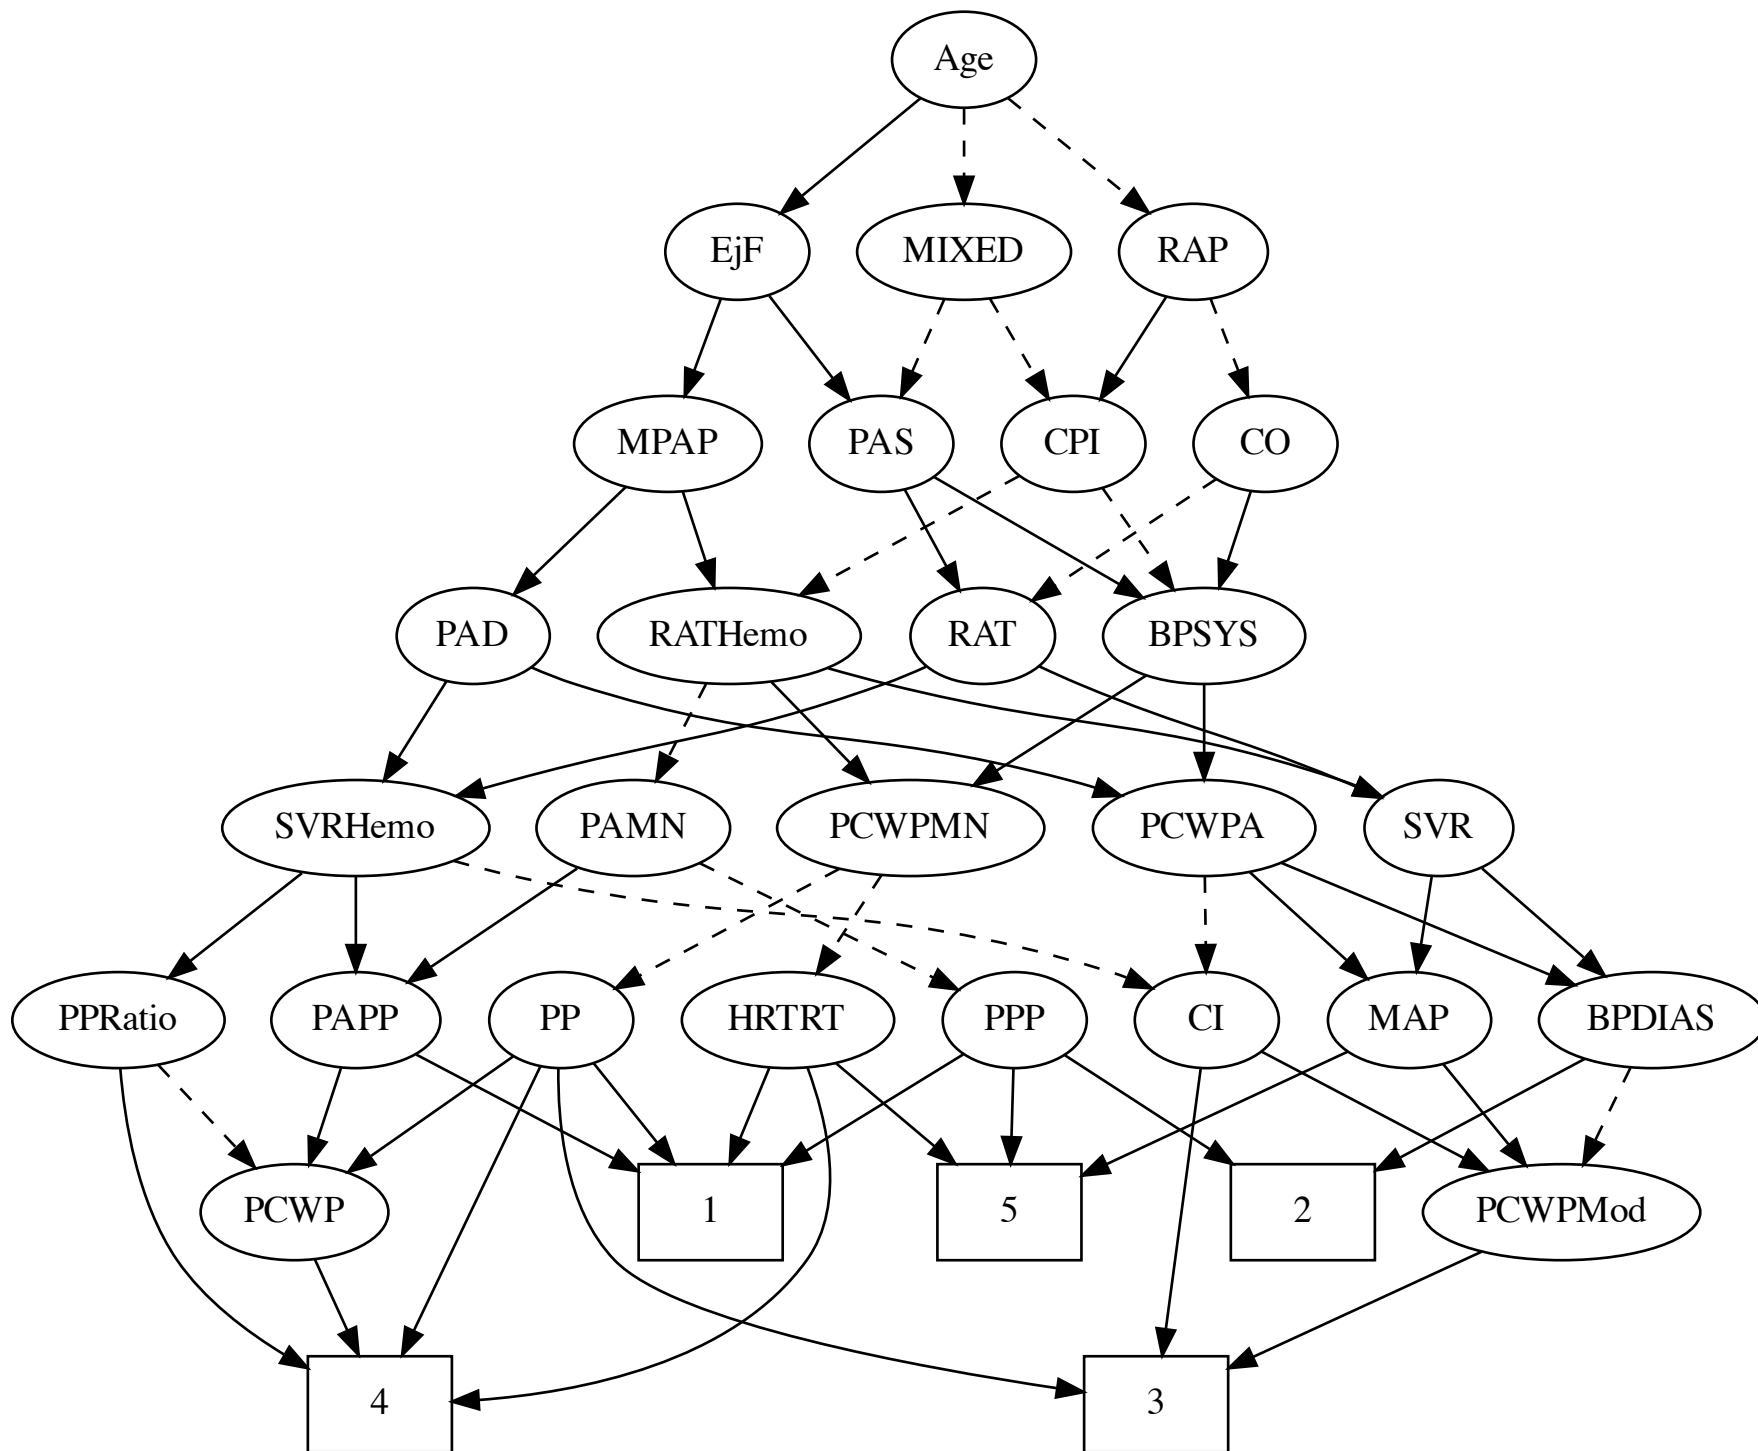 Age
EjF
MIXED
RAP
MPAP
PAS
CPI
CO
PAD
RATHemo
RAT
BPSYS
SVRHemo
PAMN
PCWPMN
PCWPA
SVR
PPRatio
PAPP
PP
HRTRT
PPP
CI
MAP
BPDIAS
PCWP
1
5
2
PCWPMod
4
3